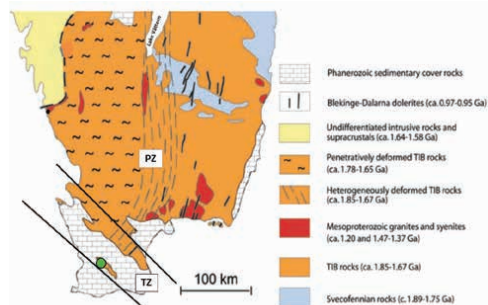 Lake Vättern
PZ
TZ
100 km
Phanerozoic sedimentary cover rocks
Blekinge-Dalarna dolerites (ca. 0.97-0.95 Ga)
Undifferentiated intrusive rocks and
supracrustals (ca. 1.64-1.58 Ga)
Penetratively deformed TIB rocks
(ca. 1.78-1.65 Ga)
Heterogeneously deformed TIB rocks
(ca. 1.85-1.67 Ga)
Mesoproterozoic granites and syenites
(ca. 1.20 and 1.47-1.37 Ga)
TIB rocks (ca. 1.85-1.67 Ga)
Svecofennian rocks (c. 1.89-1.75 Ga)